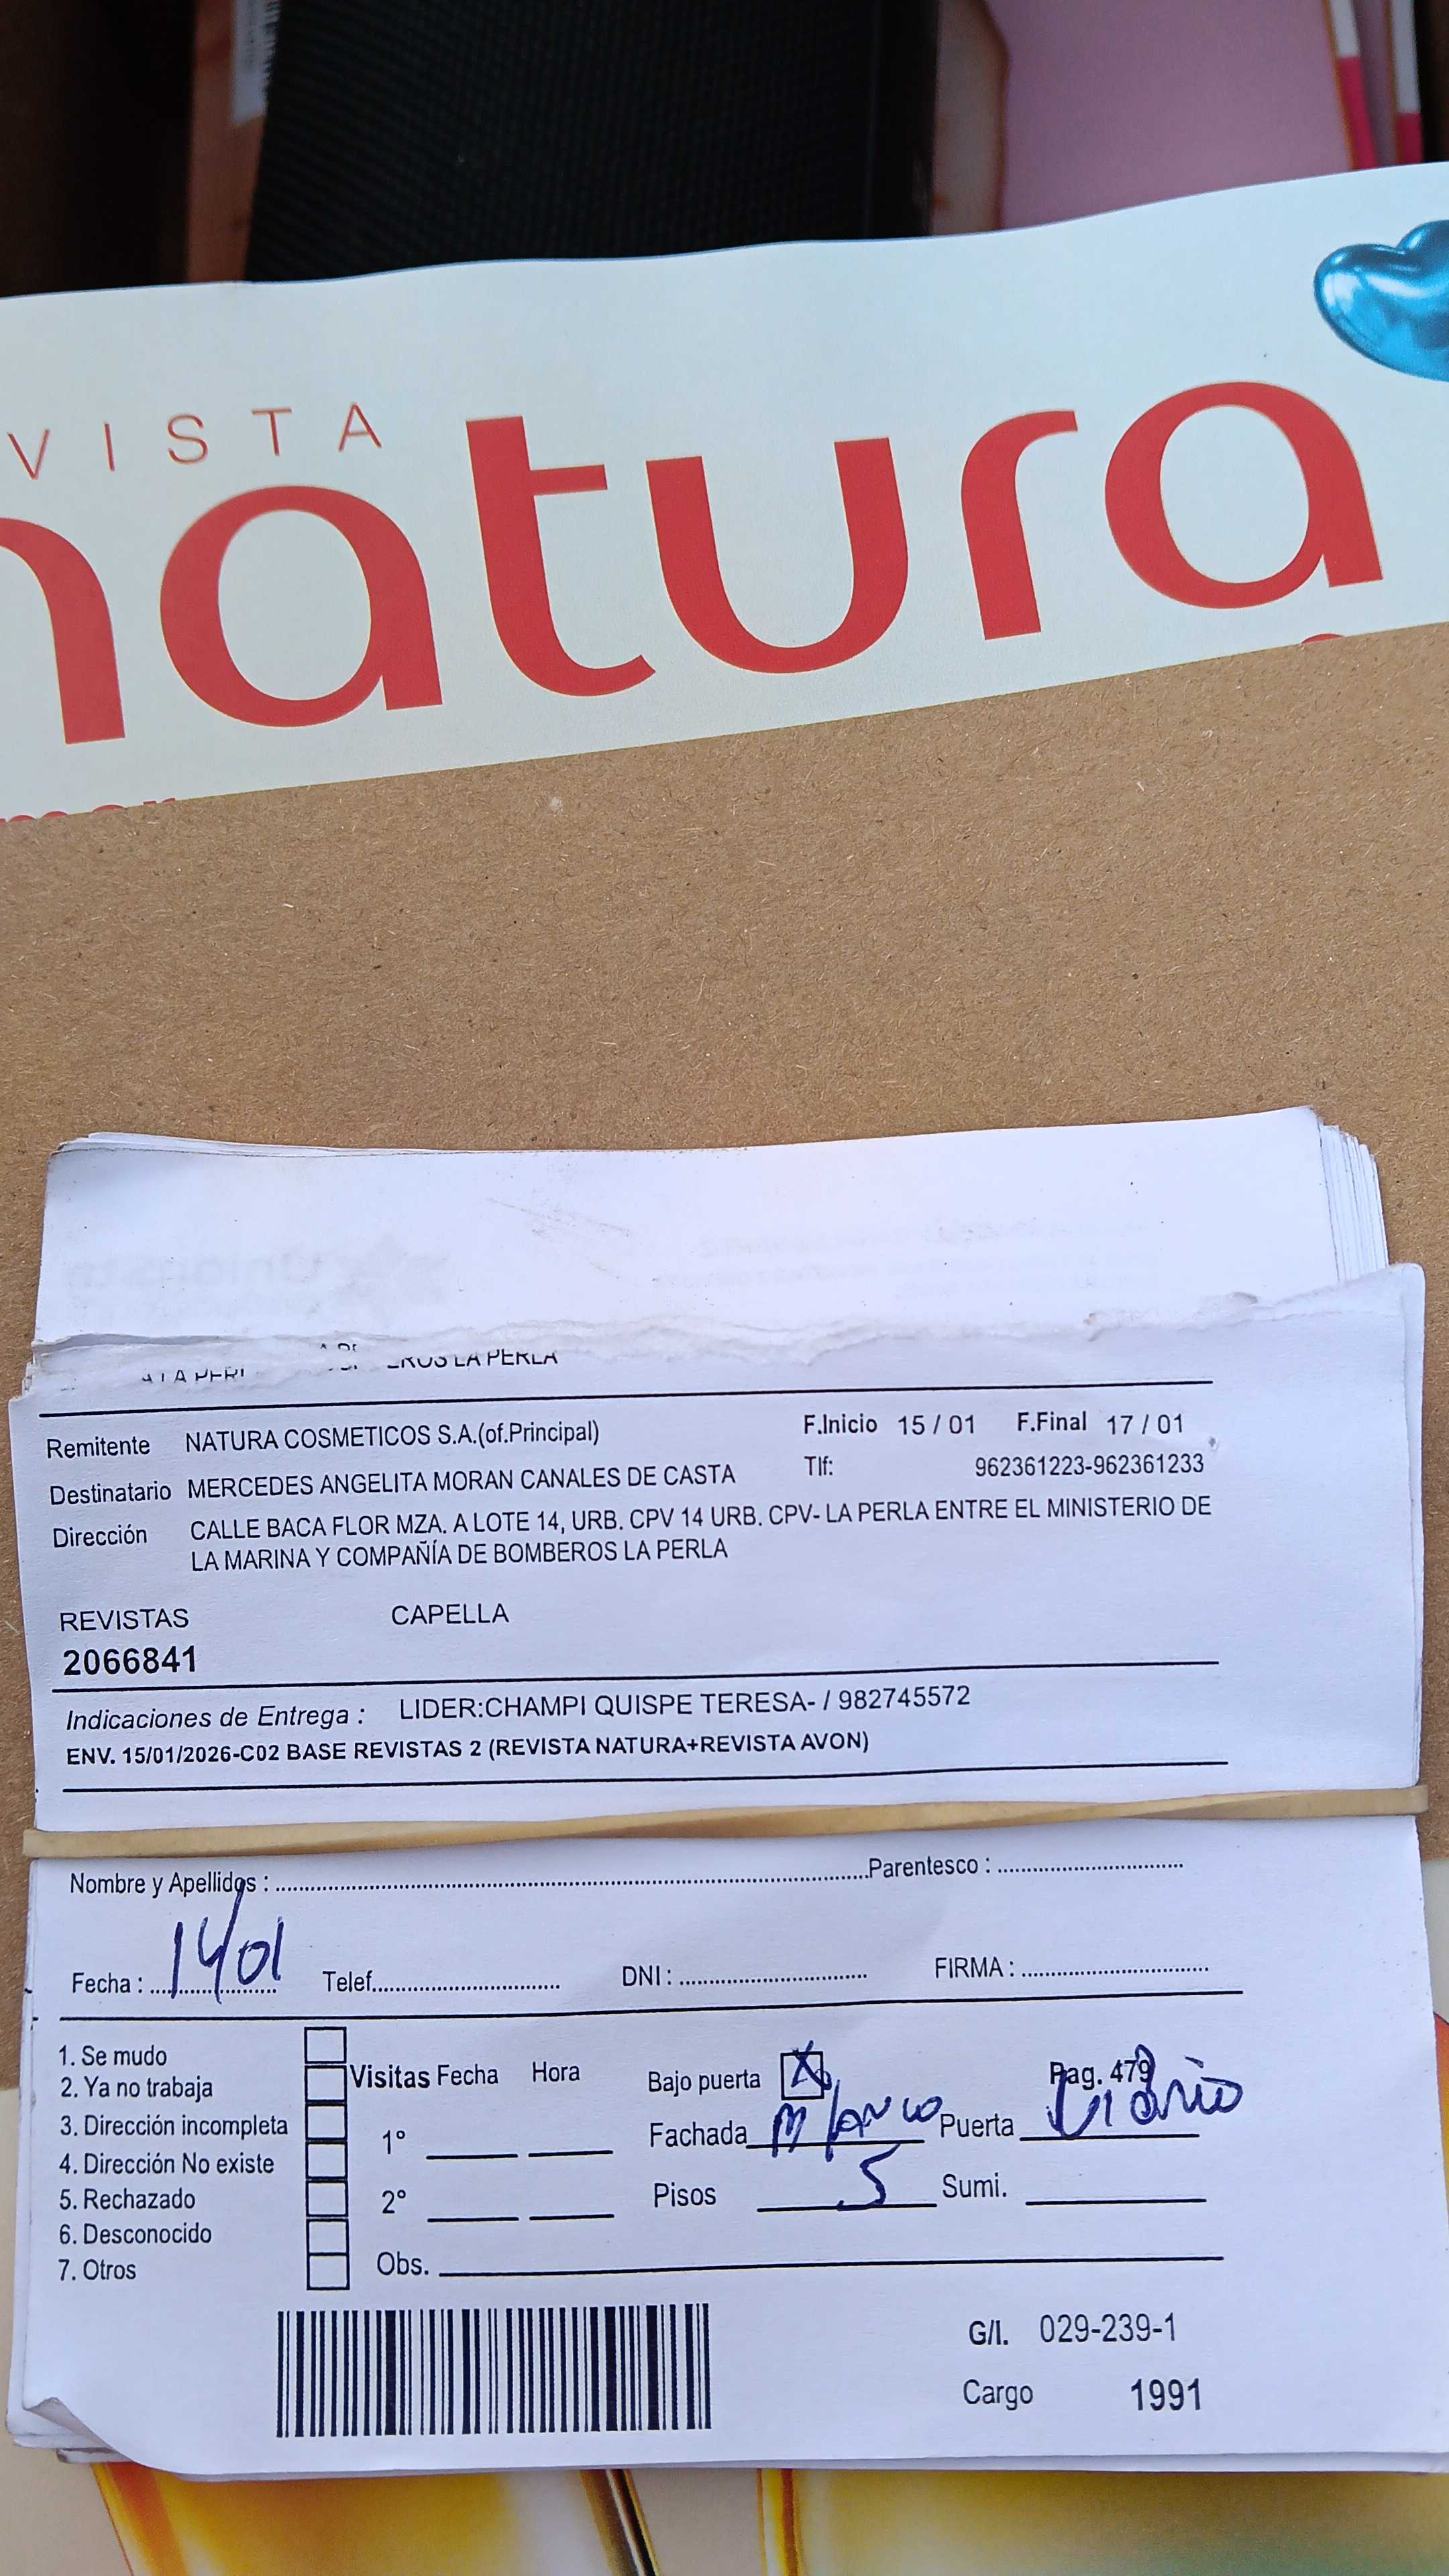 VISTA
natura
EROS LA PERLA
Remitente NATURA COSMETICOS S.A.(of.Principal) F.Inicio 15 / 01 F.Final 17 / 01
Destinatario MERCEDES ANGELITA MORAN CANALES DE CASTA Tlf: 962361223-962361233
Dirección CALLE BACA FLOR MZA. A LOTE 14, URB. CPV 14 URB. CPV- LA PERLA ENTRE EL MINISTERIO DE
LA MARINA Y COMPAÑÍA DE BOMBEROS LA PERLA
REVISTAS CAPELLA
2066841
Indicaciones de Entrega : LIDER:CHAMPI QUISPE TERESA- / 982745572
ENV. 15/01/2026-C02 BASE REVISTAS 2 (REVISTA NATURA+REVISTA AVON)
Nombre y Apellidos : Parentesco :
Fecha : 14/01 Telef. DNI : FIRMA :
1. Se mudo
2. Ya no trabaja
3. Dirección incompleta
4. Dirección No existe
5. Rechazado
6. Desconocido
7. Otros
Visitas Fecha Hora
1°
2°
Obs.
Bajo puerta X Pag. 479
Fachada Puerta
Pisos 5 Sumi.
G/I. 029-239-1
Cargo 1991